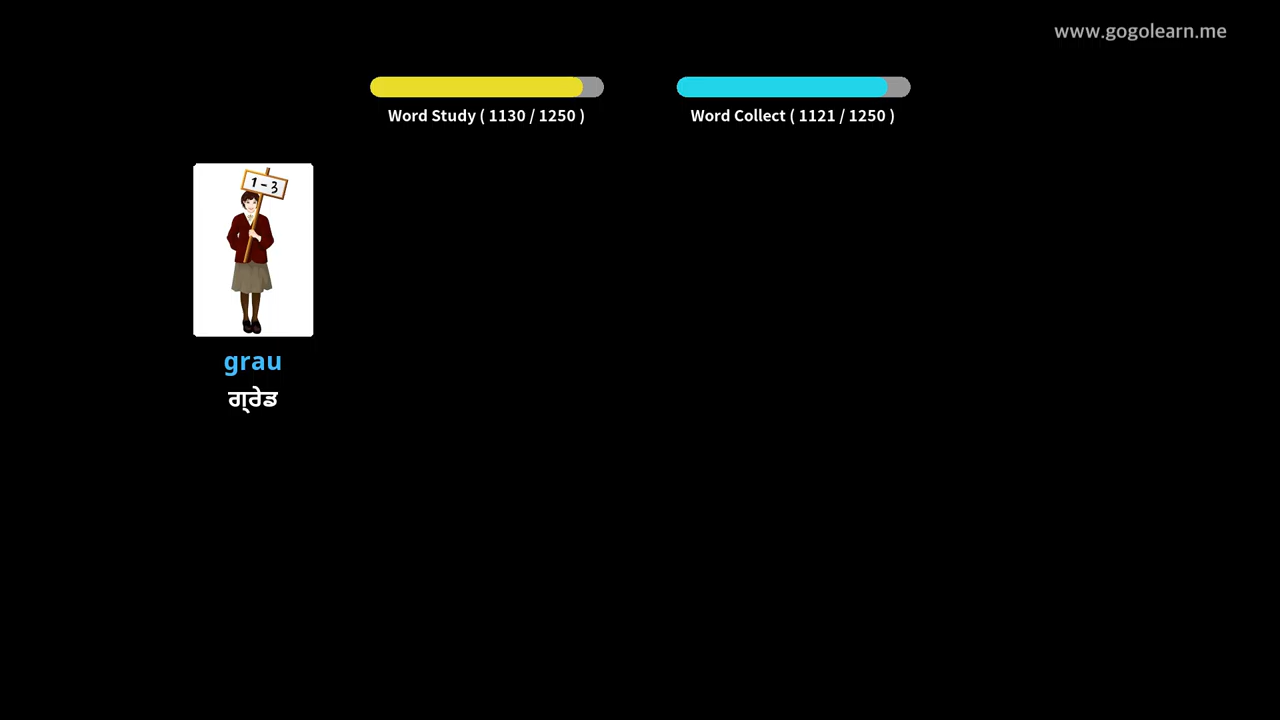 www.gogolearn.me
Word Study ( 1130 / 1250 )
Word Collect ( 1121 / 1250 )
1 - 3
grau
ਗ੍ਰੇਡ